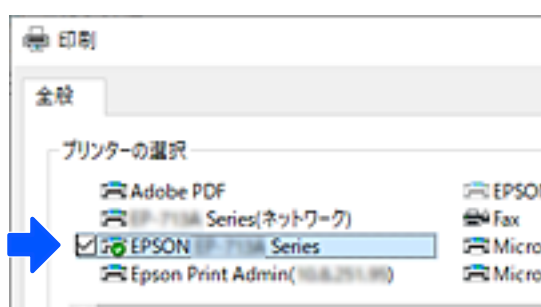 印刷
全般
プリンターの選択
Adobe PDF
EPSON
Series(ネットワーク)
Fax
EPSON Series
Micro
Epson Print Admin( )
Micro